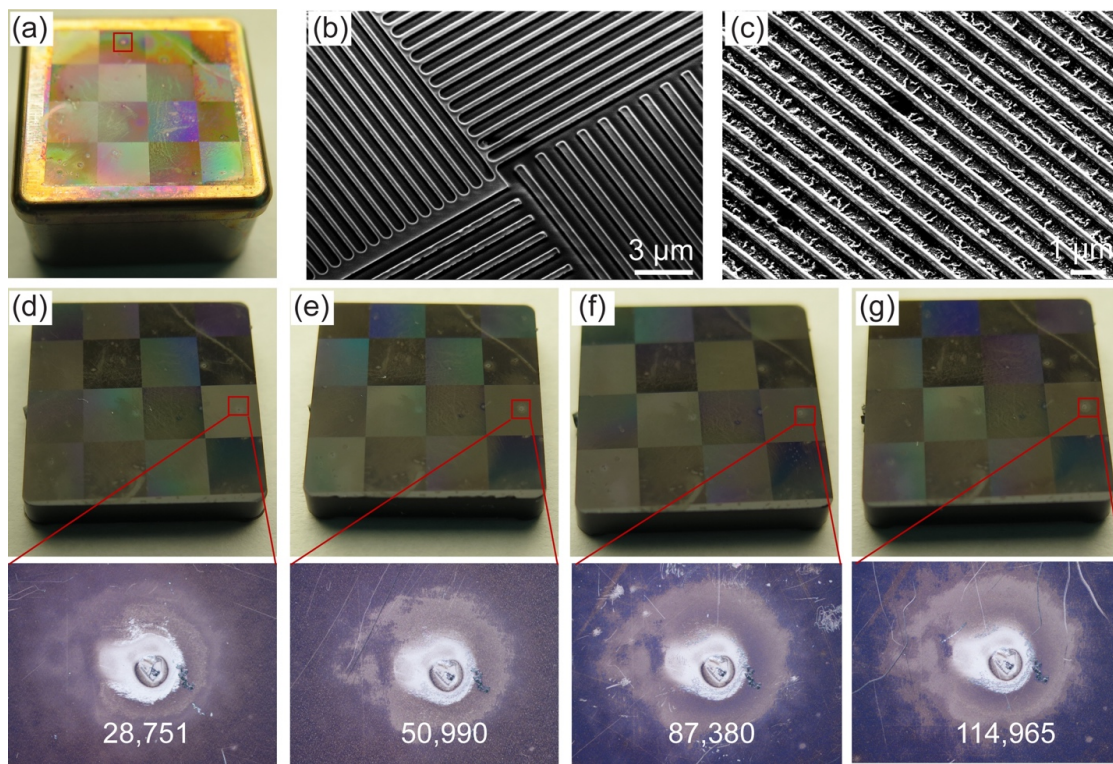 (a)
(b)
(c)
3 μm
1 μm
(d)
(e)
(f)
(g)
28,751
50,990
87,380
114,965